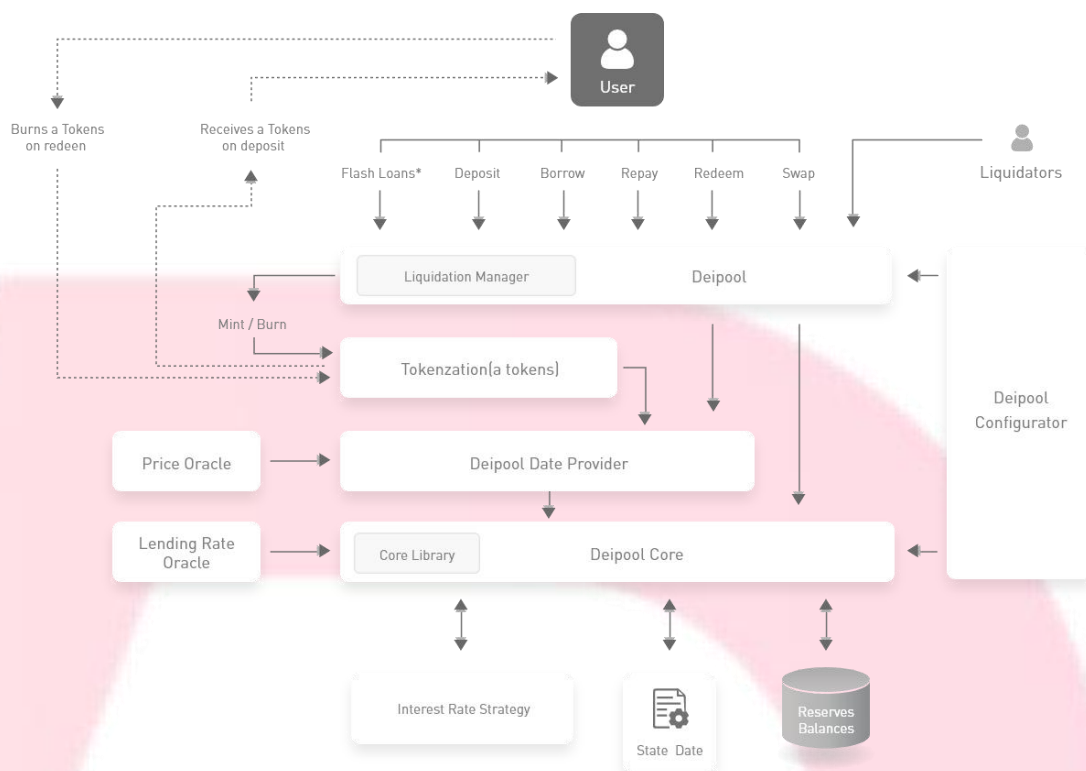 User
Burns a Tokens
on redeen
Receives a Tokens
on deposit
Flash Loans*
Deposit
Borrow
Repay
Redeem
Swap
Liquidators
Liquidation Manager
Deipool
Mint / Burn
Tokenzation(a tokens)
Deipool
Configurator
Price Oracle
Deipool Date Provider
Lending Rate
Oracle
Core Library
Deipool Core
Interest Rate Strategy
State Date
Reserves
Balances